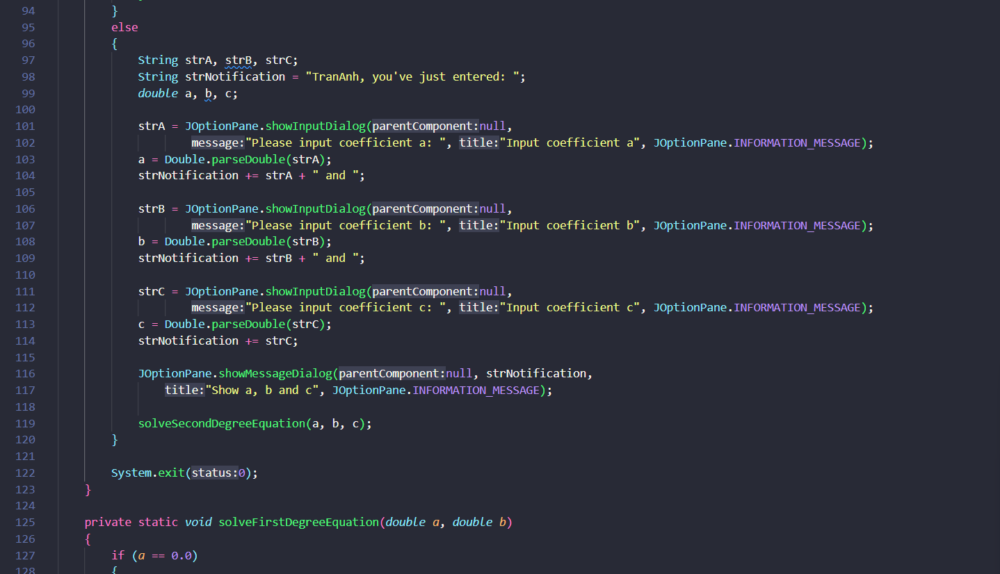 94 }
95 else
96 {
97 String strA, strB, strC;
98 String strNotification = "TranAnh, you've just entered: ";
99 double a, b, c;
100
101 strA = JOptionPane.showInputDialog(parentComponent:null,
102 message:"Please input coefficient a: ", title:"Input coefficient a", JOptionPane.INFORMATION_MESSAGE);
103 a = Double.parseDouble(strA);
104 strNotification += strA + " and ";
105
106 strB = JOptionPane.showInputDialog(parentComponent:null,
107 message:"Please input coefficient b: ", title:"Input coefficient b", JOptionPane.INFORMATION_MESSAGE);
108 b = Double.parseDouble(strB);
109 strNotification += strB + " and ";
110
111 strC = JOptionPane.showInputDialog(parentComponent:null,
112 message:"Please input coefficient c: ", title:"Input coefficient c", JOptionPane.INFORMATION_MESSAGE);
113 c = Double.parseDouble(strC);
114 strNotification += strC;
115
116 JOptionPane.showMessageDialog(parentComponent:null, strNotification,
117 title:"Show a, b and c", JOptionPane.INFORMATION_MESSAGE);
118
119 solveSecondDegreeEquation(a, b, c);
120 }
121
122 System.exit(status:0);
123 }
124
125 private static void solveFirstDegreeEquation(double a, double b)
126 {
127 if (a == 0.0)
128 {